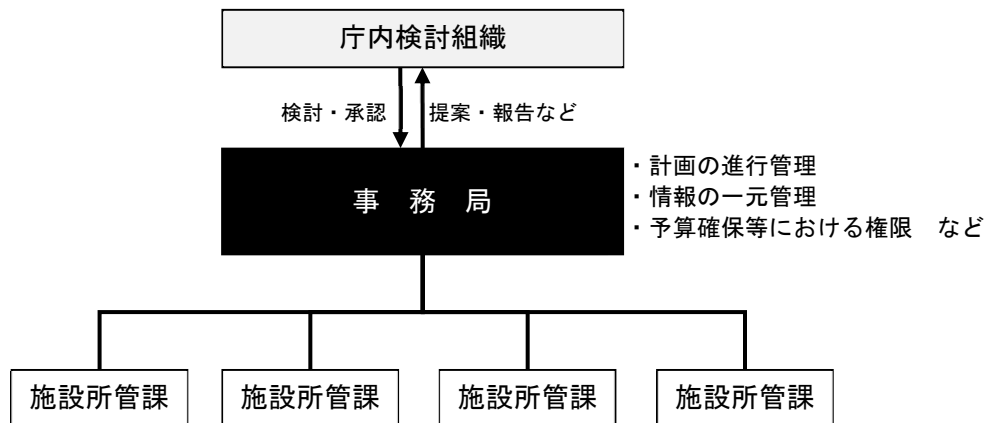 庁内検討組織
検討・承認
提案・報告など
事　務　局
・計画の進行管理
・情報の一元管理
・予算確保等における権限　など
施設所管課
施設所管課
施設所管課
施設所管課